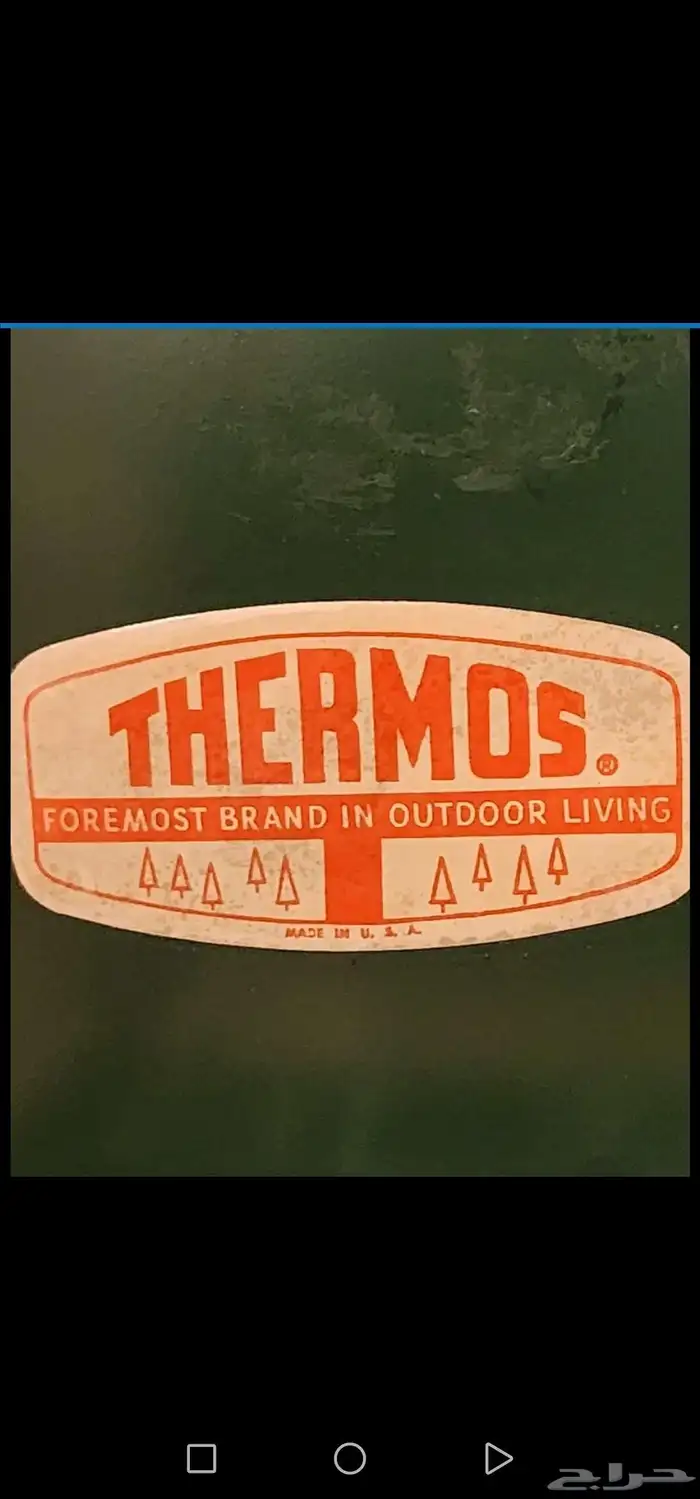 THERMOS®
FOREMOST BRAND IN OUTDOOR LIVING
MADE IN U. S. A.
حراج